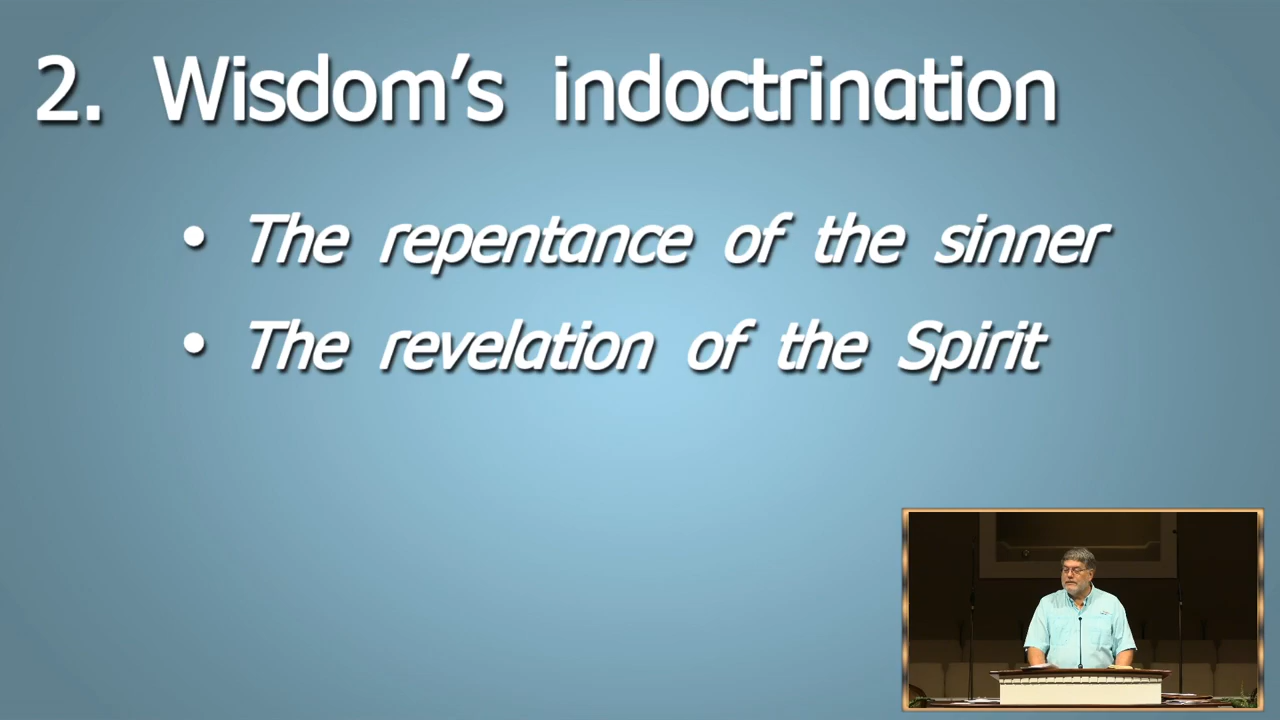 2. Wisdom’s indoctrination
• The repentance of the sinner
• The revelation of the Spirit